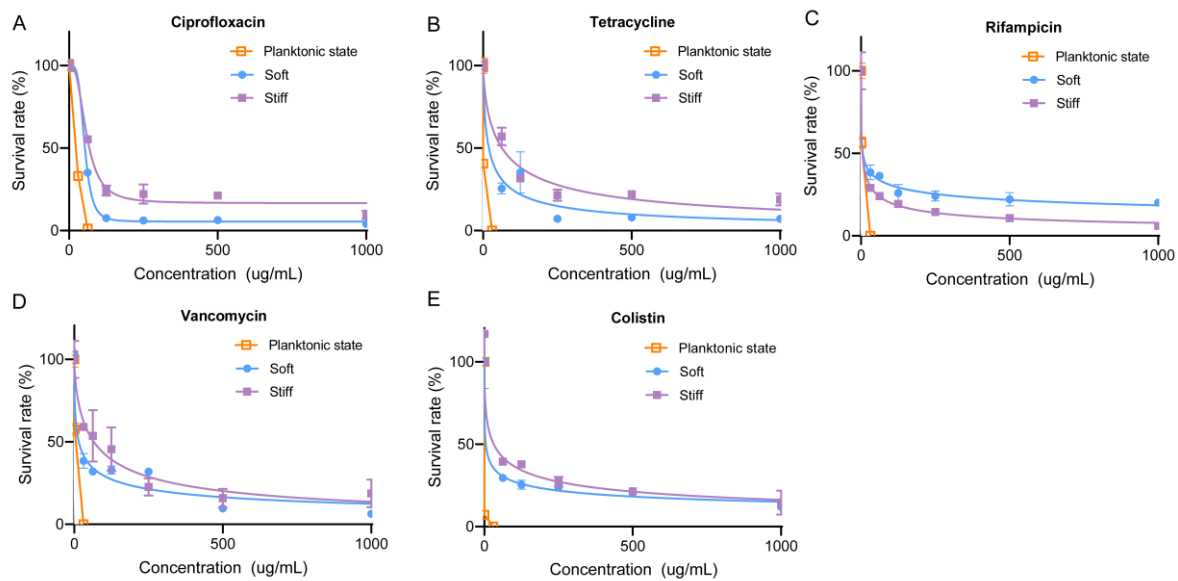 A
Ciprofloxacin
Planktonic state
Soft
Stiff
Survival rate (%)
100
50
0
0
500
1000
Concentration (ug/mL)
B
Tetracycline
Planktonic state
Soft
Stiff
Survival rate (%)
100
50
0
0
500
1000
Concentration (ug/mL)
C
Rifampicin
Planktonic state
Soft
Stiff
Survival rate (%)
100
50
0
0
500
1000
Concentration (ug/mL)
D
Vancomycin
Planktonic state
Soft
Stiff
Survival rate (%)
100
50
0
0
500
1000
Concentration (ug/mL)
E
Colistin
Planktonic state
Soft
Stiff
Survival rate (%)
100
50
0
0
500
1000
Concentration (ug/mL)